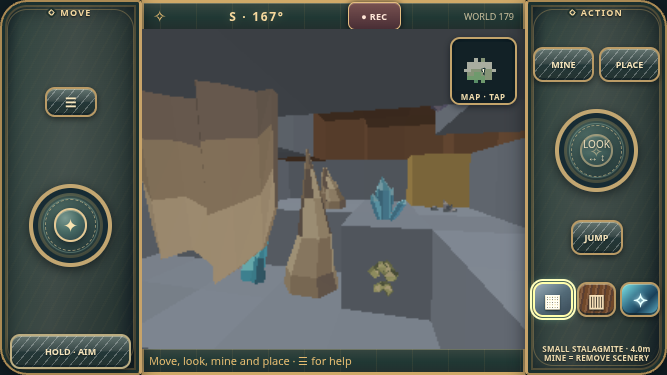 MOVE
S · 167°
REC
WORLD 179
ACTION
MINE
PLACE
MAP · TAP
LOOK
JUMP
HOLD · AIM
Move, look, mine and place · ☰ for help
SMALL STALAGMITE · 4.0m
MINE = REMOVE SCENERY